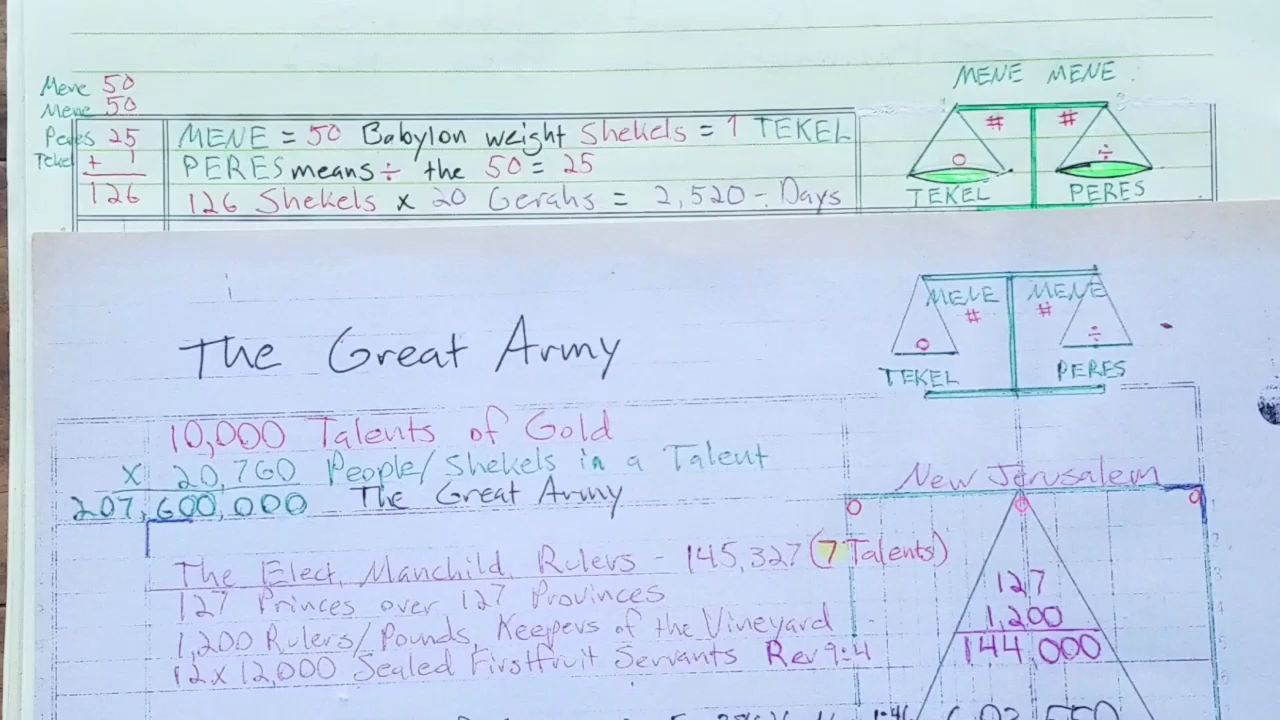 MENE MENE
Mene 50
Mene 50
Peres 25
Tekel + 1
126
MENE = 50 Babylon weight Shekels = 1 TEKEL
PERES means ÷ the 50 = 25
126 Shekels x 20 Gerahs = 2,520 - Days
# #
0 ÷
TEKEL PERES
MENE MENE
# #
0 ÷
TEKEL PERES
The Great Army
10,000 Talents of Gold
x 20,760 People/Shekels in a Talent
207,600,000 The Great Army
The Elect, Manchild, Rulers - 145,327 (7 Talents)
127 Princes over 127 Provinces
1,200 Rulers/Pounds, Keepers of the Vineyard
12 x 12,000 Sealed Firstfruit Servants Rev 9:4
New Jerusalem
127
1,200
144,000